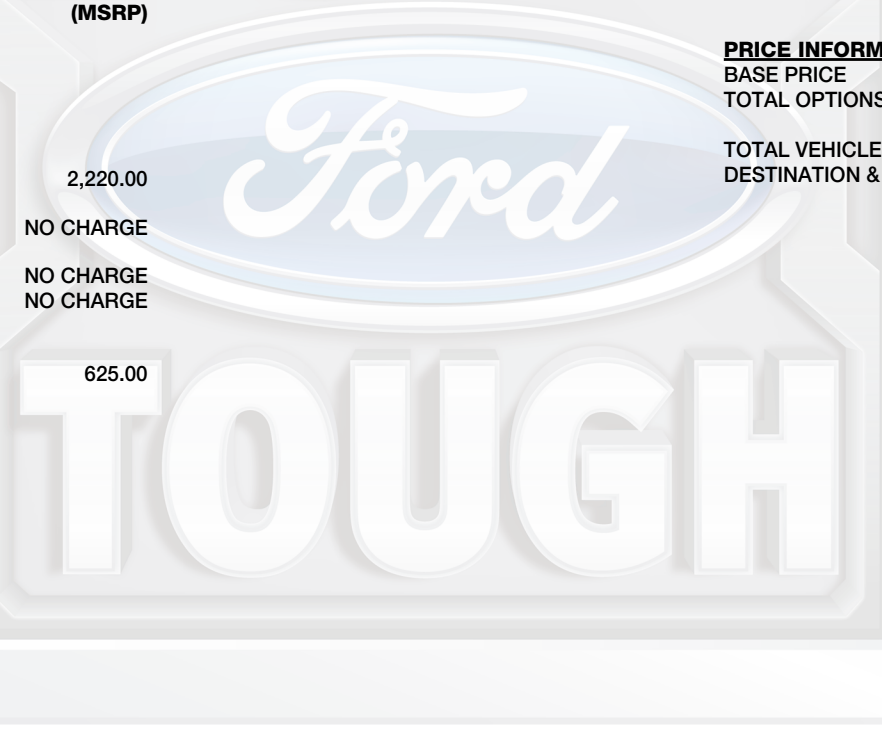 (MSRP)
2,220.00
NO CHARGE
NO CHARGE
NO CHARGE
625.00
PRICE INFORM
BASE PRICE
TOTAL OPTIONS
TOTAL VEHICLE
DESTINATION &
Ford
TOUGH